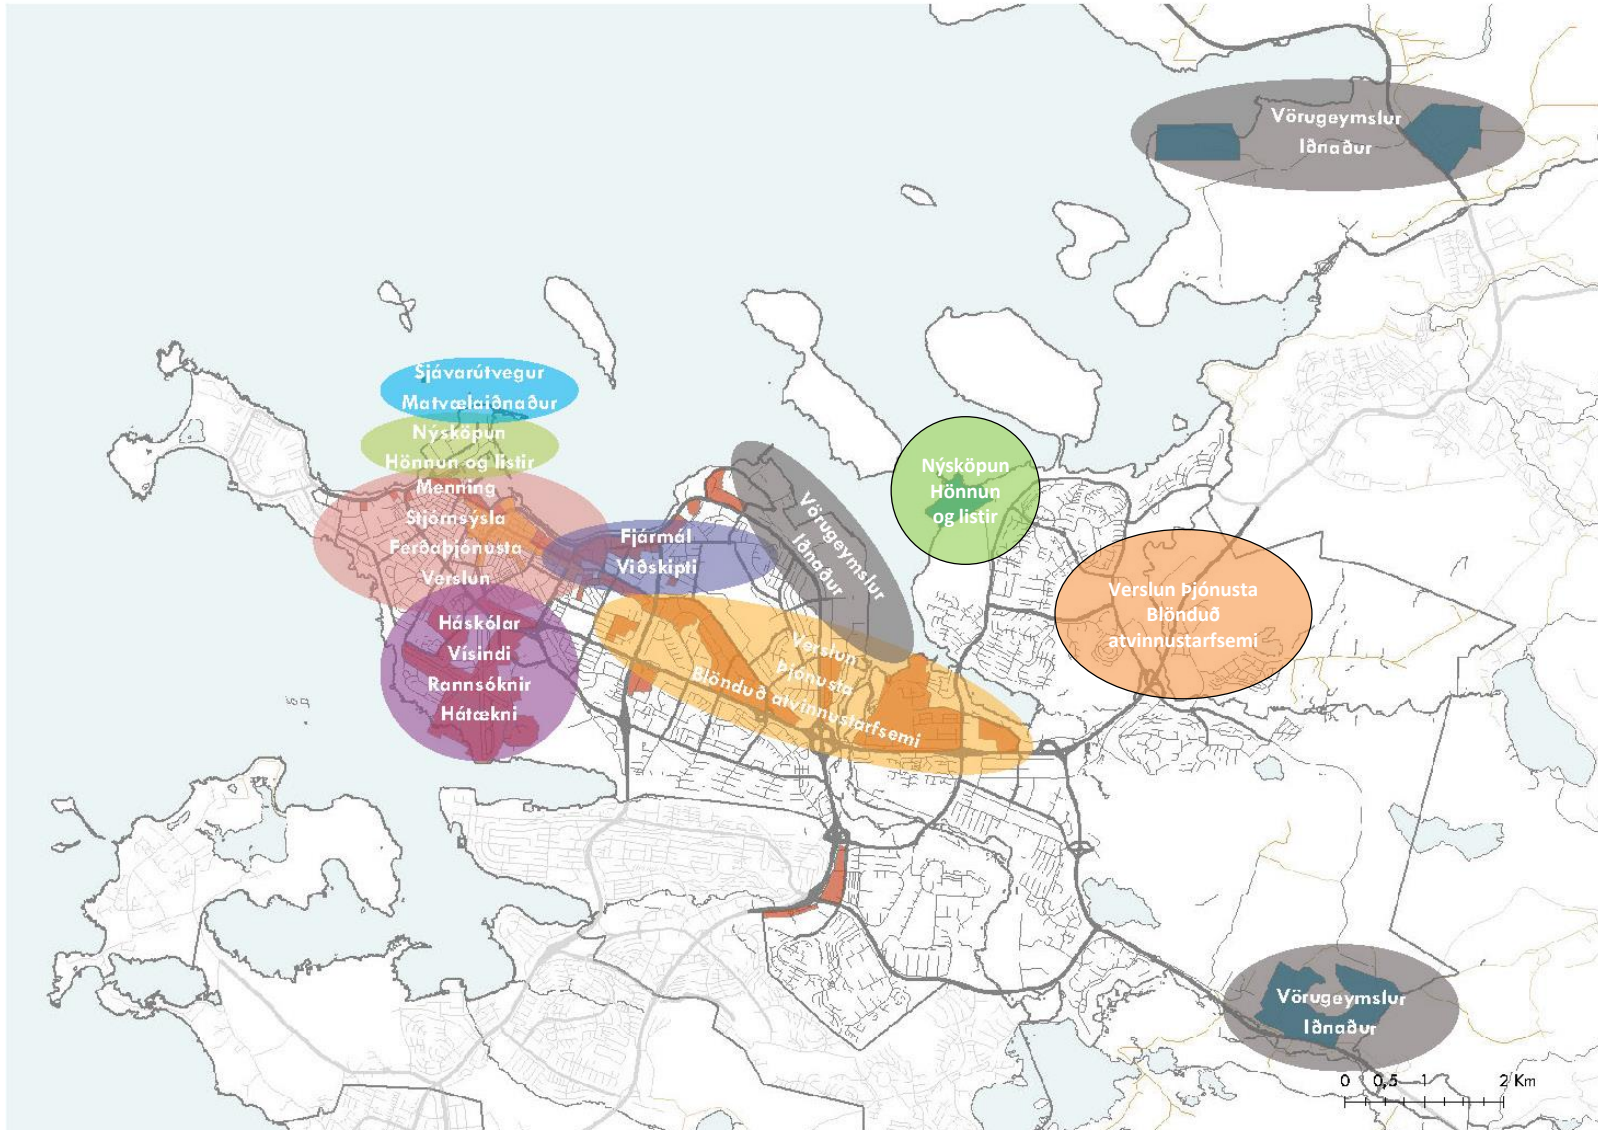 Vörugeymslur
Iðnaður
Sjávarútvegur
Matvælaiðnaður
Nýsköpun
Hönnun og listir
Menning
Stjórnsýsla
Ferðaþjónusta
Verslun
Fjármál
Viðskipti
Vörugeymslur
Iðnaður
Nýsköpun
Hönnun
og listir
Verslun Þjónusta
Blönduð
atvinnustarfsemi
Háskólar
Vísindi
Rannsóknir
Hátækni
Verslun
Þjónusta
Blönduð atvinnustarfsemi
Vörugeymslur
Iðnaður
0 0,5 1 2 Km